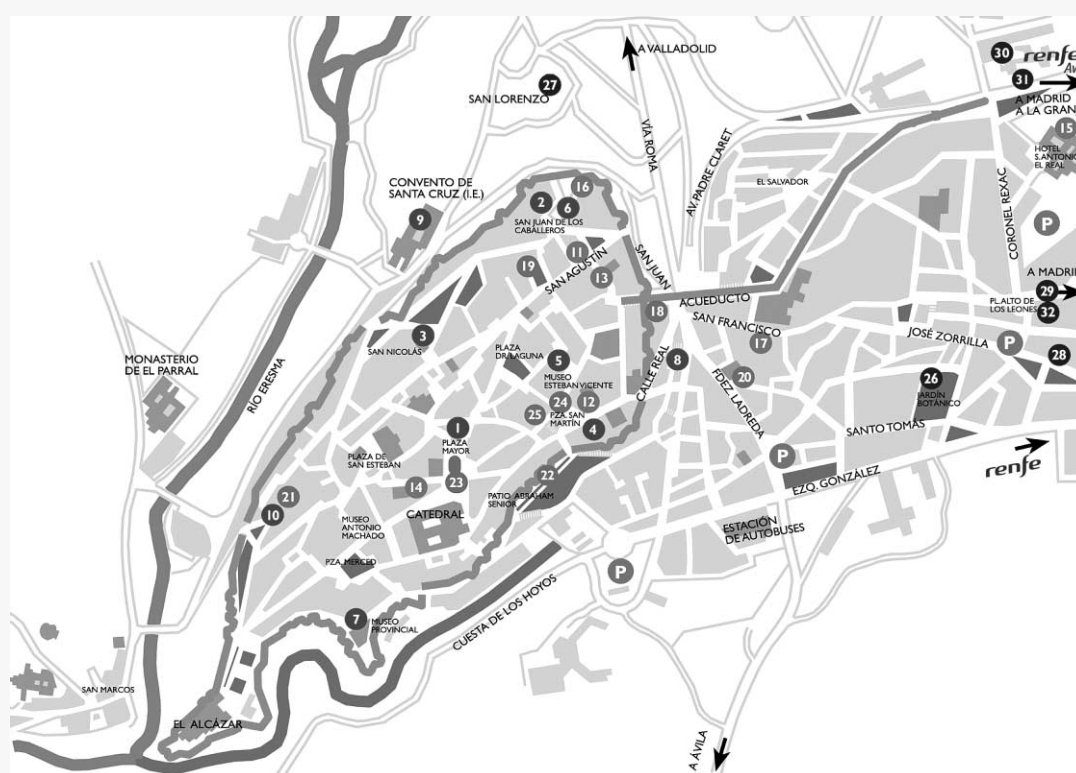 A VALLADOLID
30
renfe
31
A MADRID
A LA GRAN
27
SAN LORENZO
VÍA ROMA
AV. PADRE CLARET
15
HOTEL
S. ANTONIO
EL REAL
EL SALVADOR
CONVENTO DE
SANTA CRUZ (I.E.)
9
16
2
6
SAN JUAN DE LOS
CABALLEROS
CORONEL REXAC
P
11
19
SAN AGUSTÍN
13
SAN JUAN
A MADRID
29
ACUEDUCTO
18
SAN FRANCISCO
PL. ALTO DE
LOS LEONES
32
3
SAN NICOLÁS
PLAZA
DR. LAGUNA
5
17
JOSÉ ZORRILLA
P
28
MONASTERIO
DE EL PARRAL
RIO ERESMA
CALLE REAL
8
MUSEO
ESTEBAN VICENTE
20
FDEZ. LADREDA
26
JARDÍN
BOTÁNICO
24
12
25
PZA. SAN
MARTÍN
4
1
PLAZA
MAYOR
SANTO TOMÁS
PLAZA DE
SAN ESTEBAN
P
renfe
EZQ. GONZÁLEZ
22
14
23
21
10
PATIO ABRAHAM
SENIOR
CATEDRAL
MUSEO
ANTONIO
MACHADO
ESTACIÓN
DE AUTOBUSES
PZA. MERCED
P
CUESTA DE LOS HOYOS
7
MUSEO
PROVINCIAL
SAN MARCOS
EL ALCÁZAR
A ÁVILA